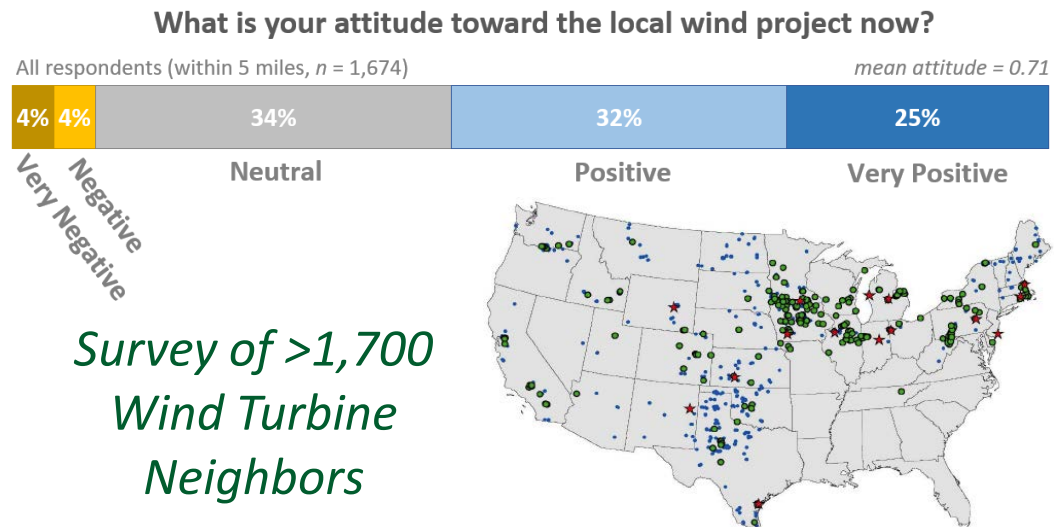 What is your attitude toward the local wind project now?
All respondents (within 5 miles, n = 1,674)
mean attitude = 0.71
4%
4%
34%
32%
25%
Very Negative
Negative
Neutral
Positive
Very Positive
Survey of >1,700
Wind Turbine
Neighbors